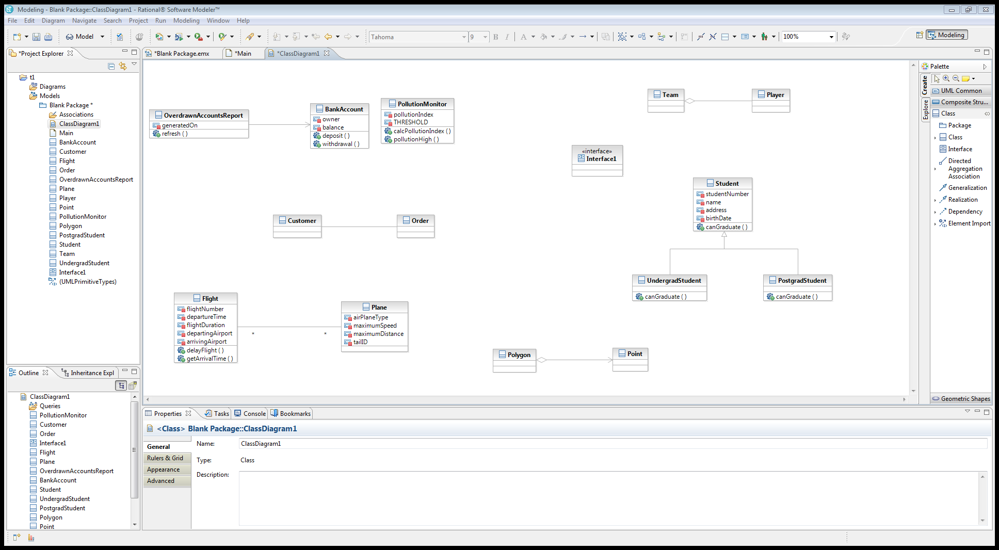 Modeling - Blank Package::ClassDiagram1 - Rational® Software Modeler™
File Edit Diagram Navigate Search Project Run Modeling Window Help
Model Tahoma 9 B I A 100% Modeling
*Project Explorer
*Blank Package.emx *Main *ClassDiagram1
t1
Diagrams
Models
Blank Package *
Associations
ClassDiagram1
Main
BankAccount
Customer
Flight
Order
OverdrawnAccountsReport
Plane
Player
Point
PollutionMonitor
Polygon
PostgradStudent
Student
Team
UndergradStudent
Interface1
(UMLPrimitiveTypes)
OverdrawnAccountsReport
generatedOn
refresh ( )
BankAccount
owner
balance
deposit ( )
withdrawal ( )
PollutionMonitor
pollutionIndex
THRESHOLD
calcPollutionIndex ( )
pollutionHigh ( )
Team
Player
«interface»
Interface1
Student
studentNumber
name
address
birthDate
canGraduate ( )
Customer
Order
UndergradStudent
canGraduate ( )
PostgradStudent
canGraduate ( )
Flight
flightNumber
departureTime
flightDuration
departingAirport
arrivingAirport
delayFlight ( )
getArrivalTime ( )
* *
Plane
airPlaneType
maximumSpeed
maximumDistance
tailID
Polygon
Point
Palette
Create
Explore
UML Common
Composite Stru...
Class
Package
Class
Interface
Directed
Aggregation
Association
Generalization
Realization
Dependency
Element Import
Geometric Shapes
Outline Inheritance Expl
ClassDiagram1
Queries
PollutionMonitor
Customer
Order
Interface1
Flight
Plane
OverdrawnAccountsReport
BankAccount
Student
UndergradStudent
PostgradStudent
Polygon
Point
Properties Tasks Console Bookmarks
<Class> Blank Package::ClassDiagram1
General
Rulers & Grid
Appearance
Advanced
Name: ClassDiagram1
Type: Class
Description: